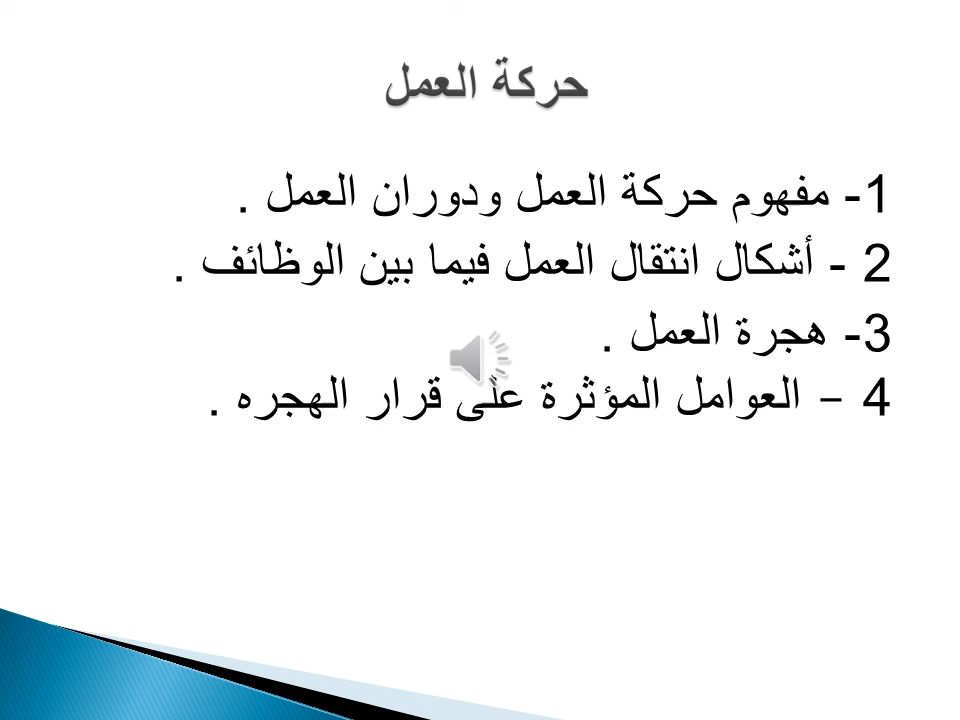 حركة العمل
1- مفهوم حركة العمل ودوران العمل .
2 - أشكال انتقال العمل فيما بين الوظائف .
3- هجرة العمل .
4 – العوامل المؤثرة على قرار الهجره .